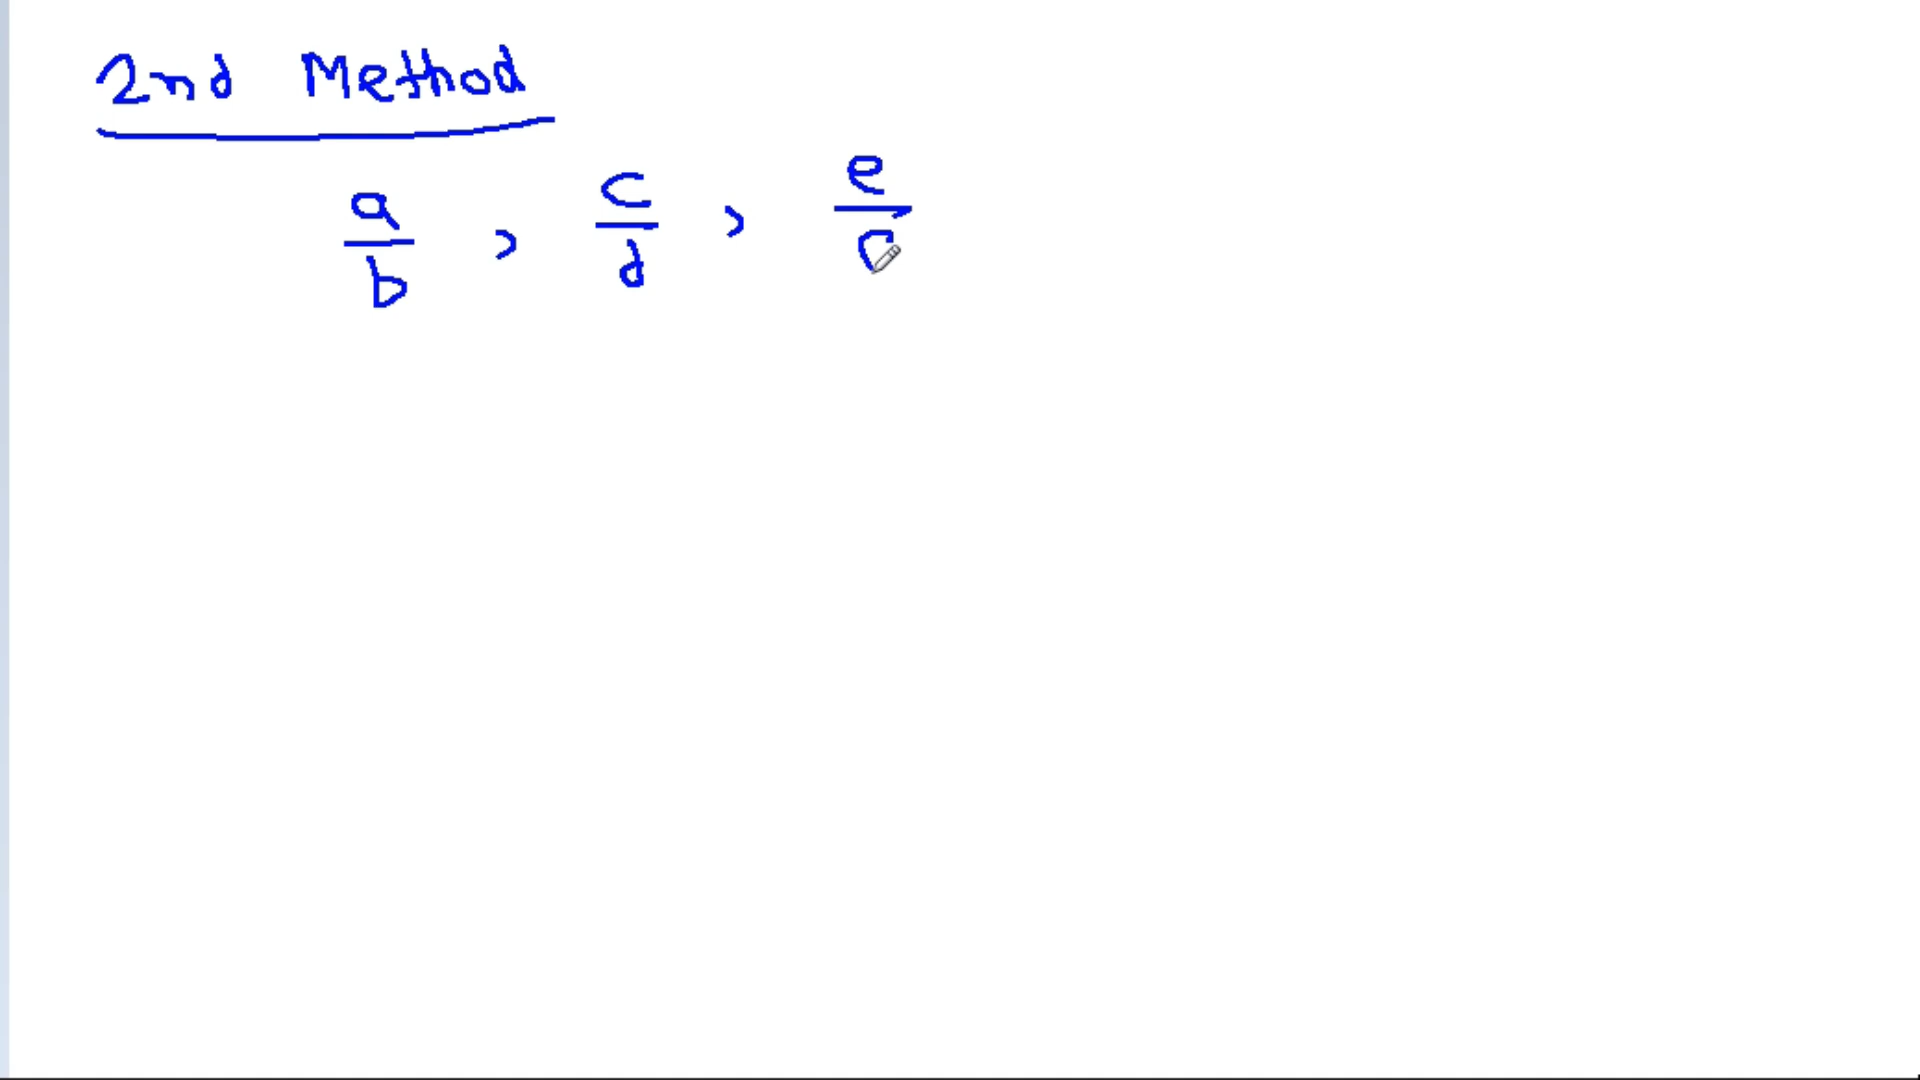 2nd Method
a/b , c/d , e/